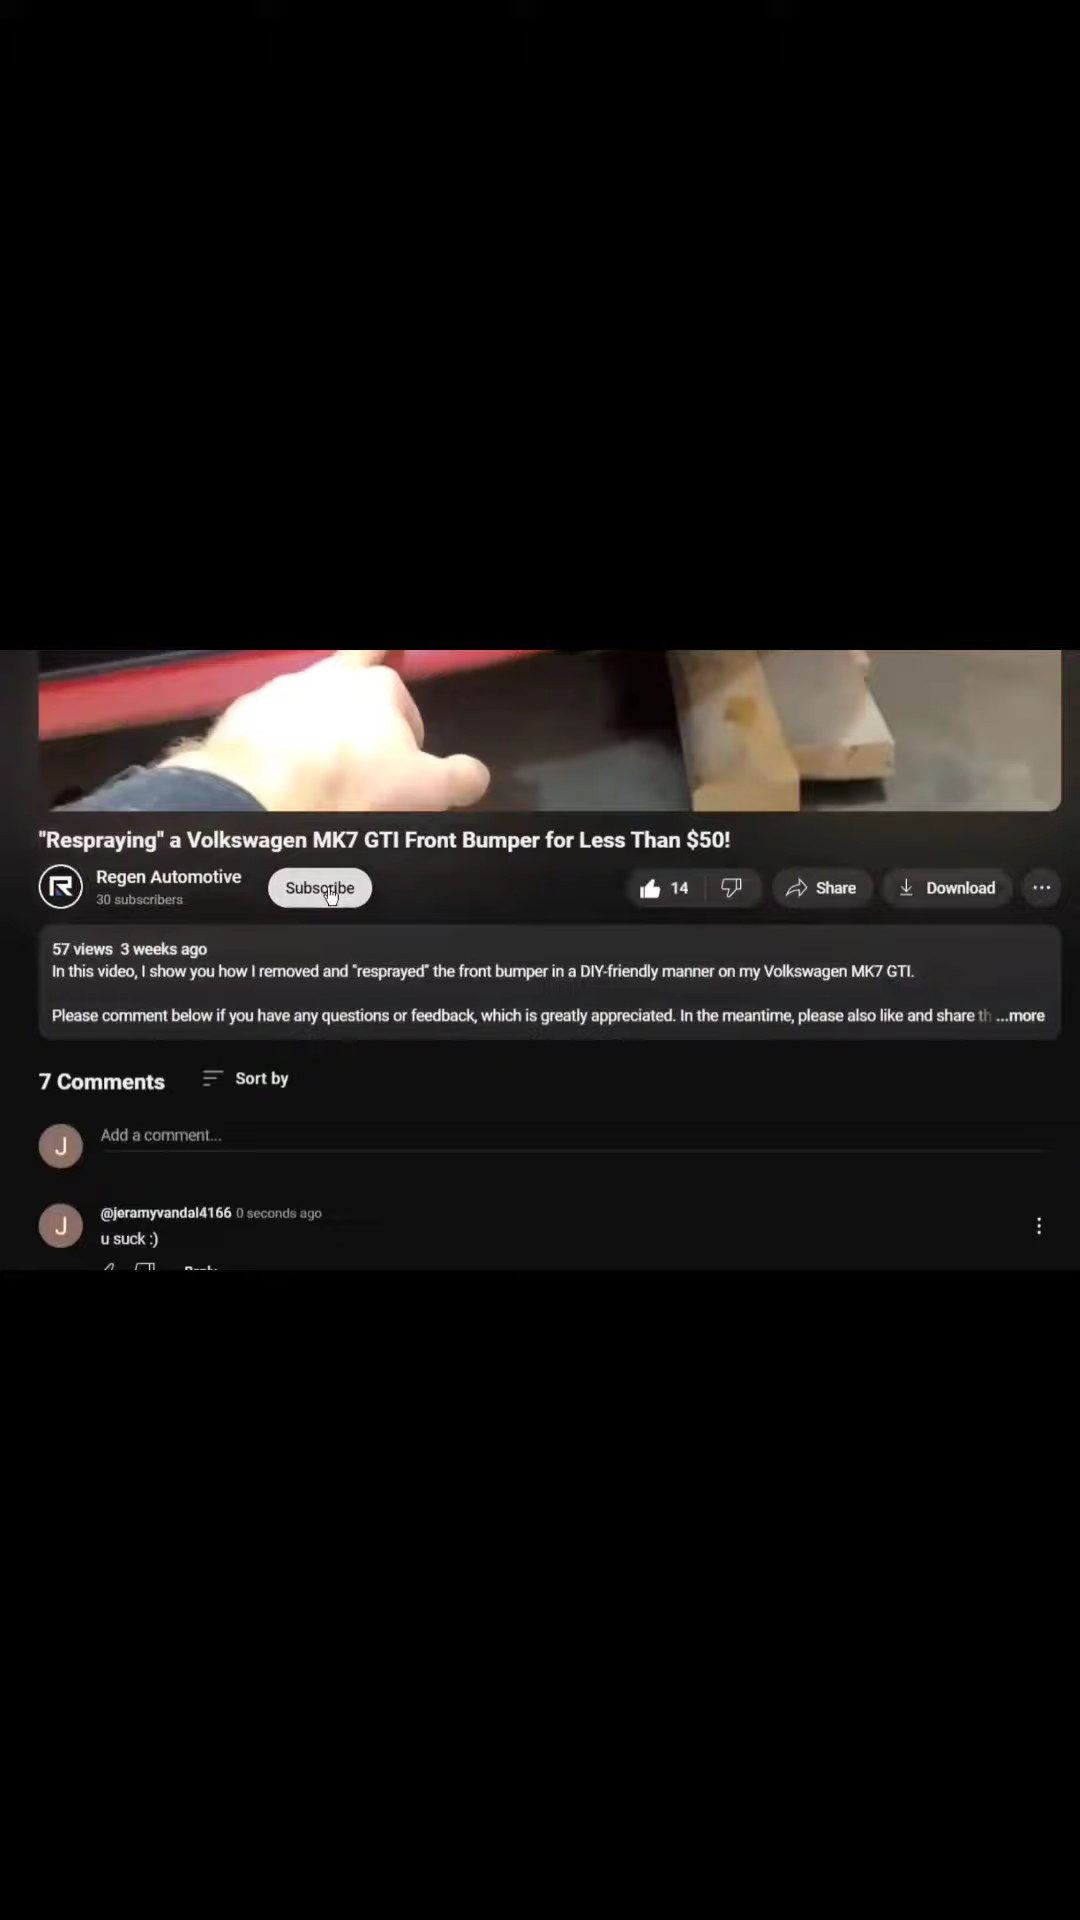 "Respraying" a Volkswagen MK7 GTI Front Bumper for Less Than $50!
Regen Automotive
30 subscribers
Subscribe
14
Share
Download
57 views 3 weeks ago
In this video, I show you how I removed and "resprayed" the front bumper in a DIY-friendly manner on my Volkswagen MK7 GTI.
Please comment below if you have any questions or feedback, which is greatly appreciated. In the meantime, please also like and share th ...more
7 Comments
Sort by
J
Add a comment...
J
@jeramyvandal4166 0 seconds ago
u suck :)
Reply